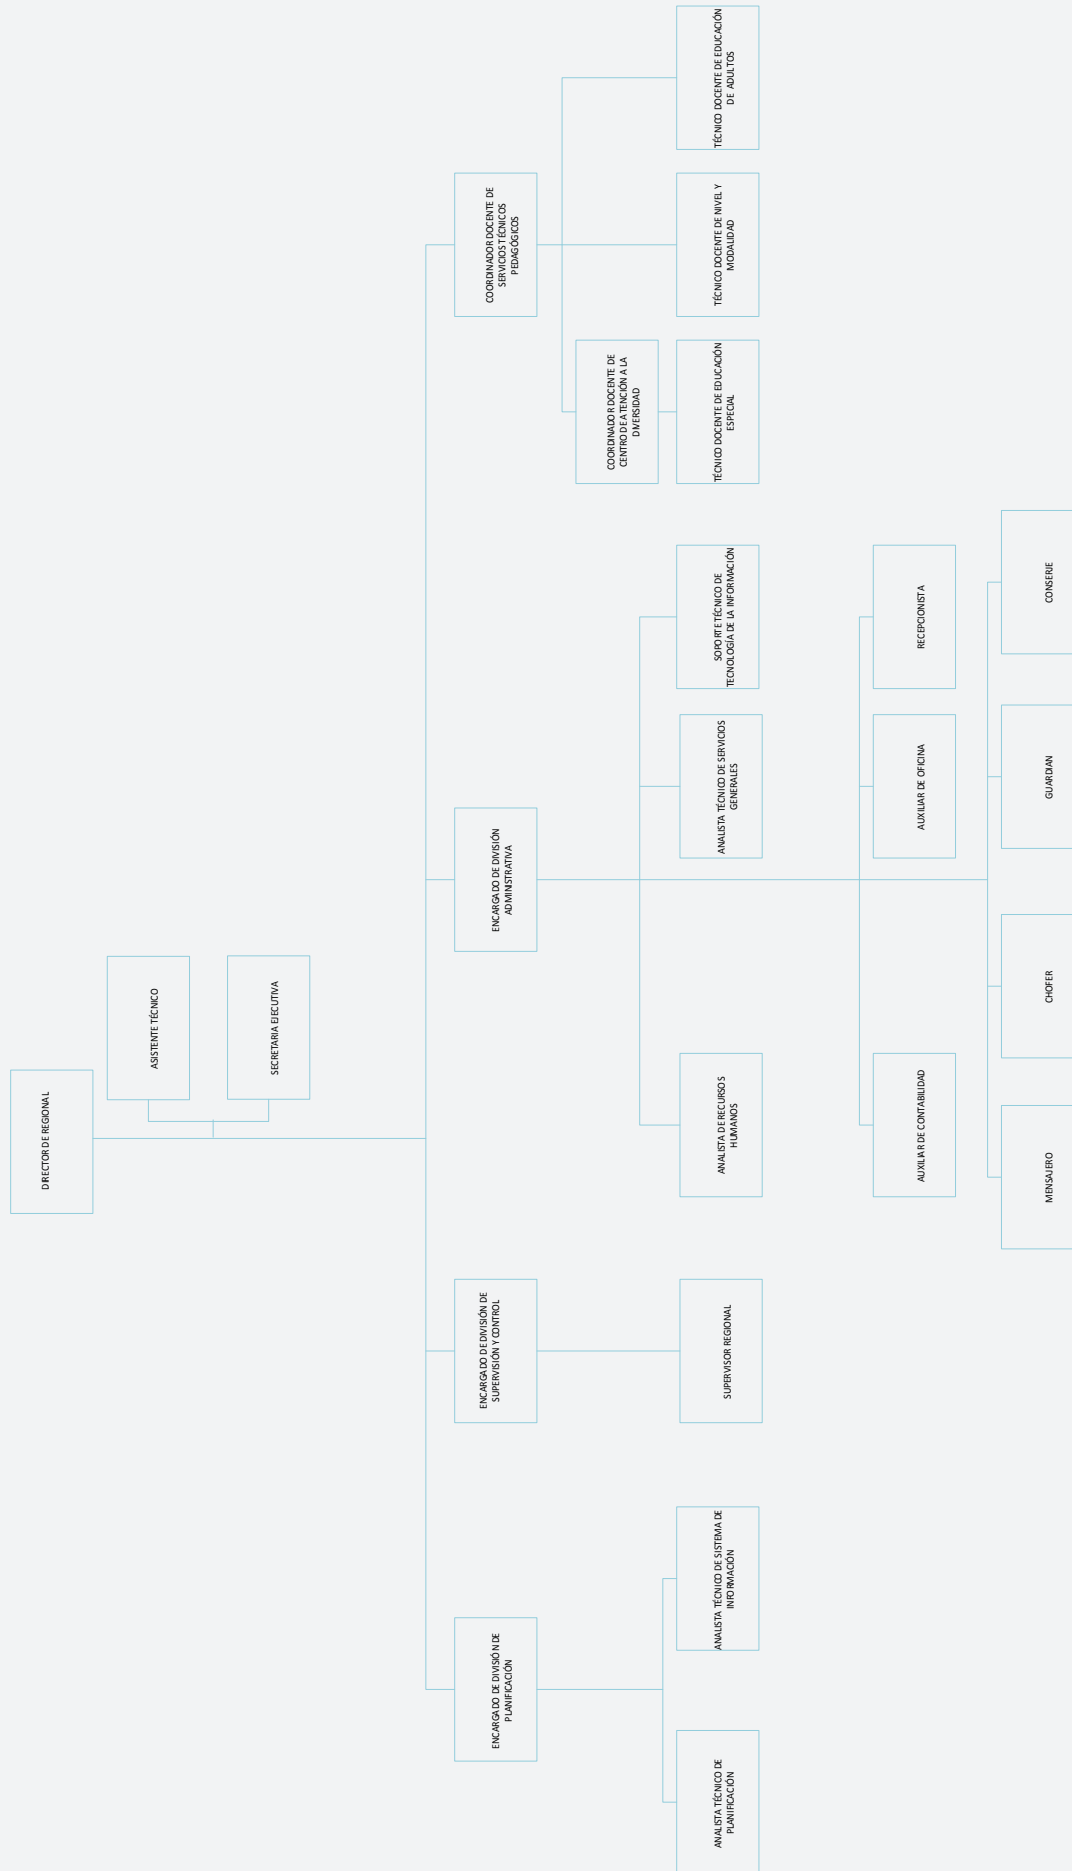 DIRECTOR DE REGIONAL
ASISTENTE TÉCNICO
SECRETARIA EJECUTIVA
ENCARGADO DE DIVISIÓN DE
PLANIFICACIÓN
ENCARGADO DE DIVISIÓN DE
SUPERVISIÓN Y CONTROL
ENCARGADO DE DIVISIÓN
ADMINISTRATIVA
COORDINADOR DOCENTE DE
SERVICIOS TÉCNICOS
PEDAGÓGICOS
COORDINADOR DOCENTE DE
CENTRO DE ATENCIÓN A LA
DIVERSIDAD
ANALISTA TÉCNICO DE
PLANIFICACIÓN
ANALISTA TÉCNICO DE SISTEMA DE
INFORMACIÓN
SUPERVISOR REGIONAL
ANALISTA DE RECURSOS
HUMANOS
ANALISTA TÉCNICO DE SERVICIOS
GENERALES
SOPORTE TÉCNICO DE
TECNOLOGÍA DE LA INFORMACIÓN
TÉCNICO DOCENTE DE EDUCACIÓN
ESPECIAL
TÉCNICO DOCENTE DE NIVEL Y
MODALIDAD
TÉCNICO DOCENTE DE EDUCACIÓN
DE ADULTOS
AUXILIAR DE CONTABILIDAD
AUXILIAR DE OFICINA
RECEPCIONISTA
MENSAJERO
CHOFER
GUARDIAN
CONSERJE